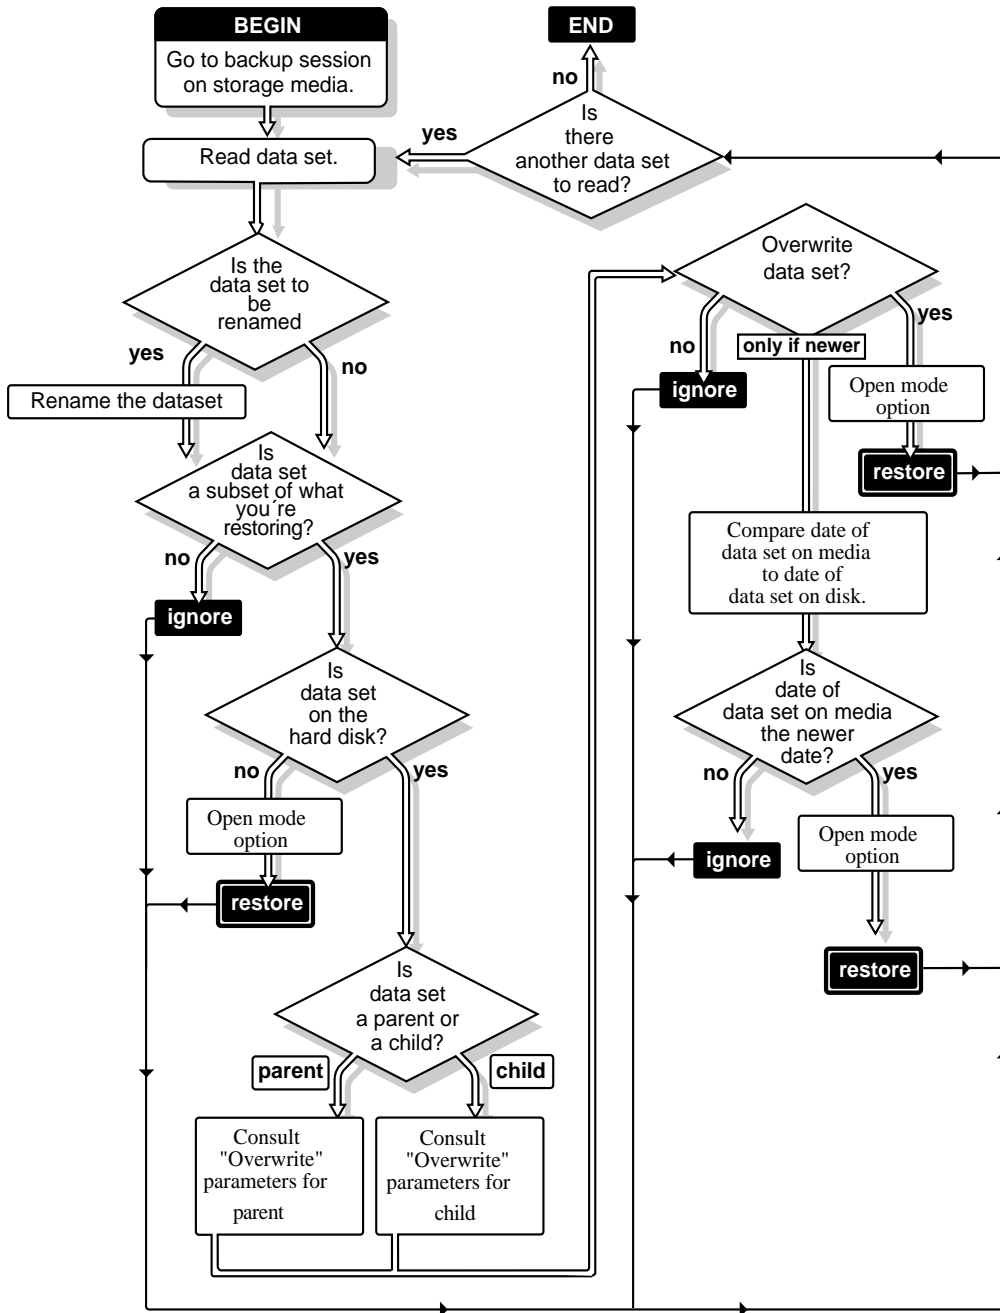 BEGIN
Go to backup session
on storage media.
END
no
Is
there
another data set
to read?
yes
Read data set.
Is the
data set to
be
renamed
yes
no
Rename the dataset
Is
data set
a subset of what
you´re
restoring?
no
yes
ignore
Is
data set
on the
hard disk?
no
yes
Open mode
option
restore
Is
data set
a parent or
a child?
parent
child
Consult
"Overwrite"
parameters for
parent
Consult
"Overwrite"
parameters for
child
Overwrite
data set?
no
only if newer
yes
ignore
Open mode
option
restore
Compare date of
data set on media
to date of
data set on disk.
Is
date of
data set on media
the newer
date?
no
yes
ignore
Open mode
option
restore